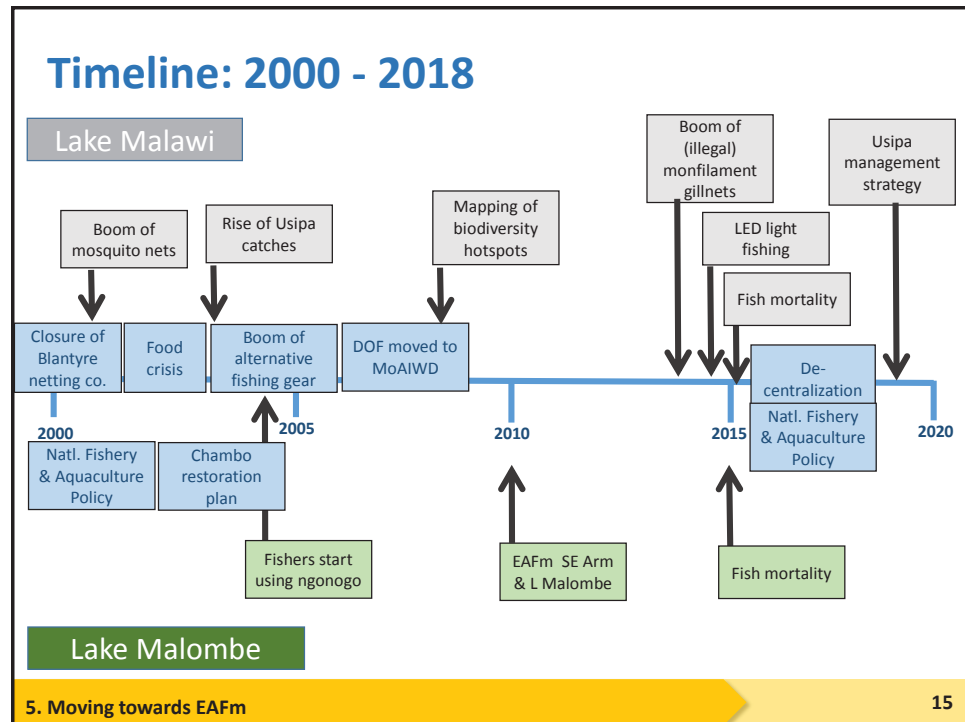 Timeline: 2000 - 2018
Lake Malawi
Boom of
mosquito nets
Rise of Usipa
catches
Mapping of
biodiversity
hotspots
Boom of
(illegal)
monfilament
gillnets
LED light
fishing
Fish mortality
Usipa
management
strategy
Closure of
Blantyre
netting co.
Food
crisis
Boom of
alternative
fishing gear
DOF moved to
MoAIWD
De-
centralization
2000
2005
2010
2015
2020
Natl. Fishery
& Aquaculture
Policy
Chambo
restoration
plan
Natl. Fishery
& Aquaculture
Policy
Fishers start
using ngonogo
EAFm SE Arm
& L Malombe
Fish mortality
Lake Malombe
5. Moving towards EAFm
15